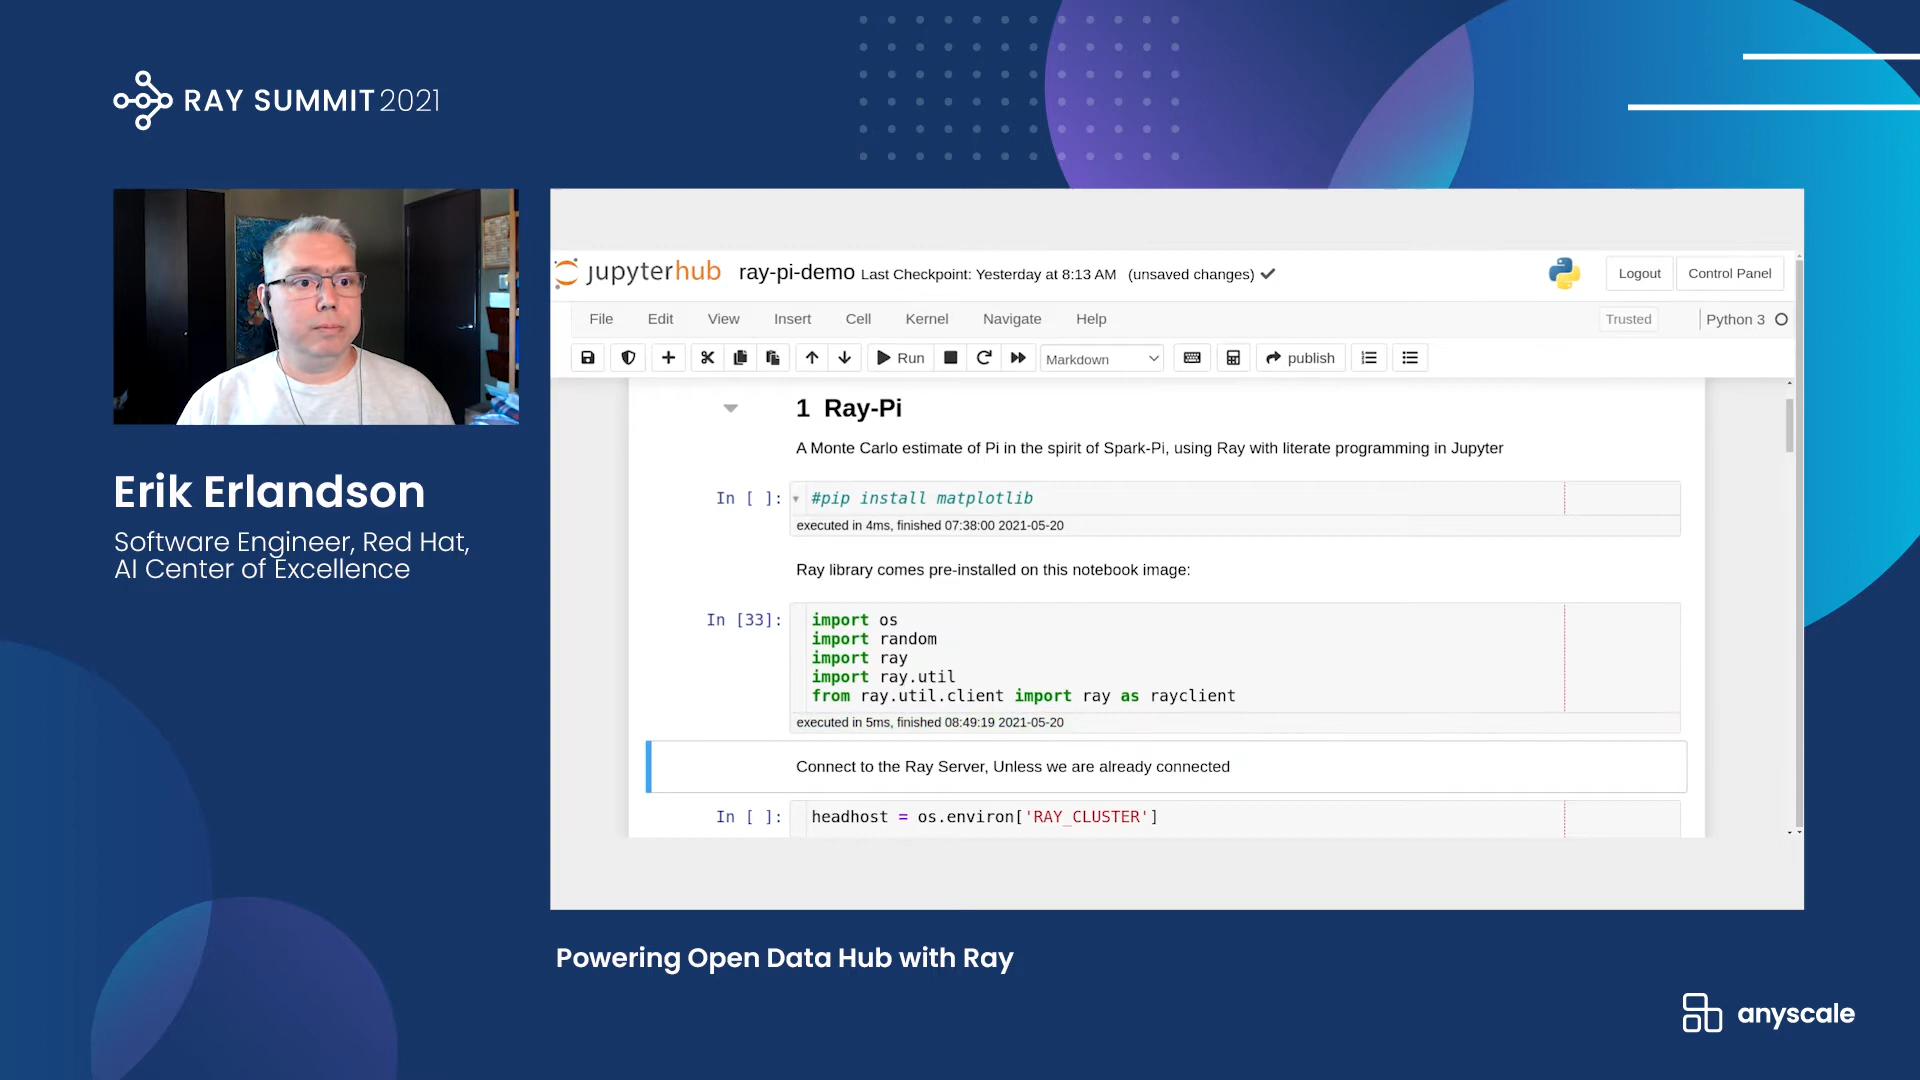 RAY SUMMIT 2021
Erik Erlandson
Software Engineer, Red Hat,
AI Center of Excellence
jupyterhub ray-pi-demo Last Checkpoint: Yesterday at 8:13 AM (unsaved changes) Logout Control Panel
File Edit View Insert Cell Kernel Navigate Help Trusted Python 3
Run Markdown publish
1 Ray-Pi
A Monte Carlo estimate of Pi in the spirit of Spark-Pi, using Ray with literate programming in Jupyter
In [ ]: #pip install matplotlib
executed in 4ms, finished 07:38:00 2021-05-20
Ray library comes pre-installed on this notebook image:
In [33]: import os
import random
import ray
import ray.util
from ray.util.client import ray as rayclient
executed in 5ms, finished 08:49:19 2021-05-20
Connect to the Ray Server, Unless we are already connected
In [ ]: headhost = os.environ['RAY_CLUSTER']
Powering Open Data Hub with Ray
anyscale